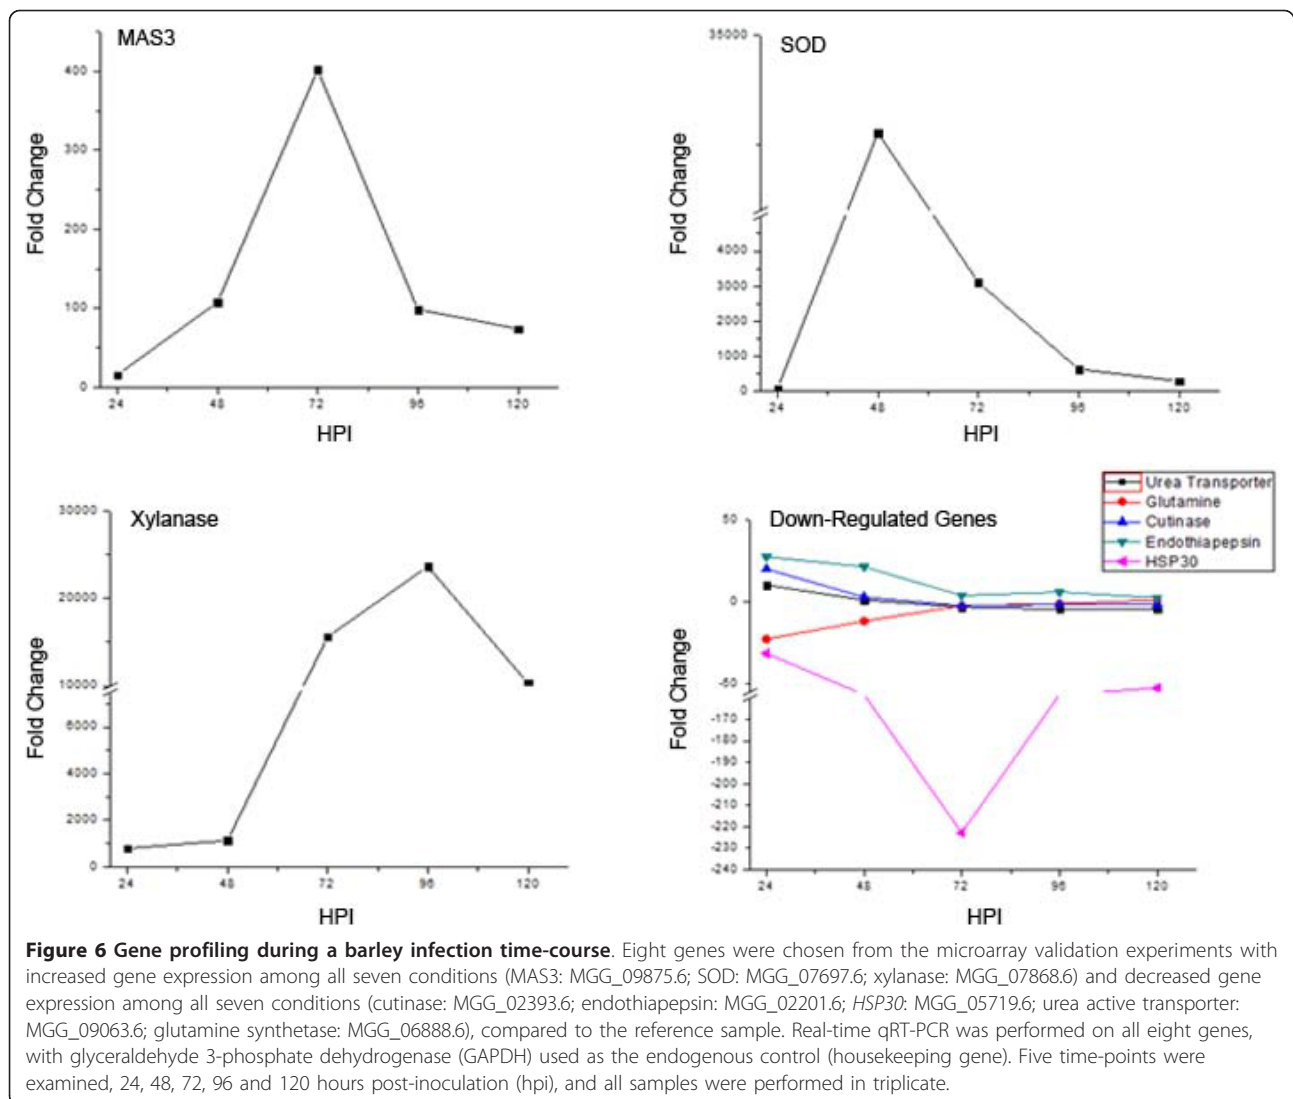 MAS3
Fold Change
400
300
200
100
0
24 48 72 96 120
HPI
SOD
Fold Change
35000
4000
3000
2000
1000
0
24 48 72 96 120
HPI
Xylanase
Fold Change
30000
20000
10000
6000
4000
2000
0
24 48 72 96 120
HPI
Down-Regulated Genes
Urea Transporter
Glutamine
Cutinase
Endothiapepsin
HSP30
Fold Change
50
0
-50
-170
-180
-190
-200
-210
-220
-230
-240
24 48 72 96 120
HPI
Figure 6 Gene profiling during a barley infection time-course. Eight genes were chosen from the microarray validation experiments with
increased gene expression among all seven conditions (MAS3: MGG_09875.6; SOD: MGG_07697.6; xylanase: MGG_07868.6) and decreased gene
expression among all seven conditions (cutinase: MGG_02393.6; endothiapepsin: MGG_02201.6; HSP30: MGG_05719.6; urea active transporter:
MGG_09063.6; glutamine synthetase: MGG_06888.6), compared to the reference sample. Real-time qRT-PCR was performed on all eight genes,
with glyceraldehyde 3-phosphate dehydrogenase (GAPDH) used as the endogenous control (housekeeping gene). Five time-points were
examined, 24, 48, 72, 96 and 120 hours post-inoculation (hpi), and all samples were performed in triplicate.